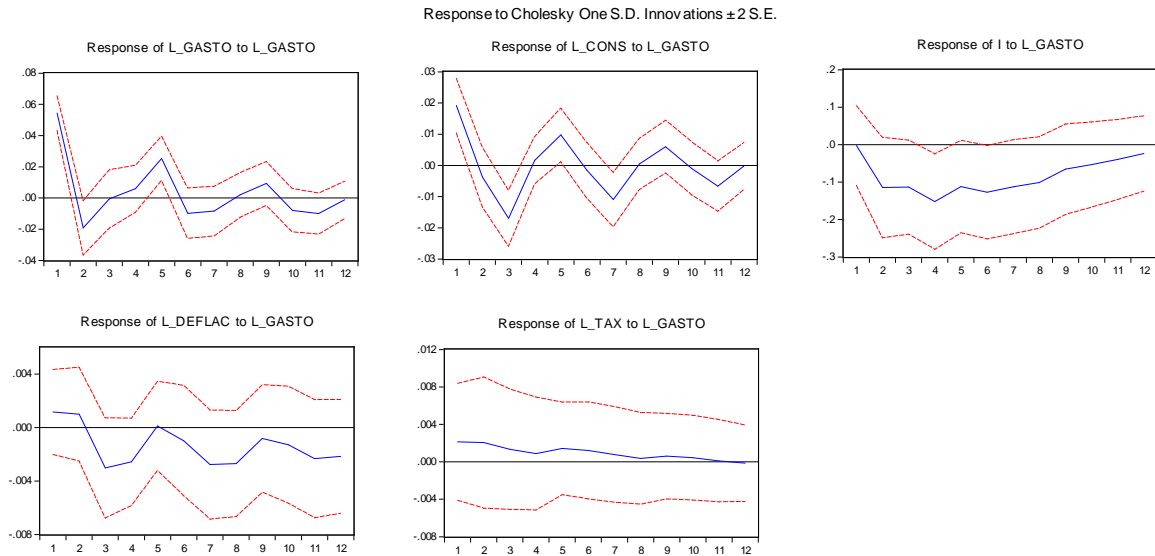 Response to Cholesky One S.D. Innovations ± 2 S.E.
Response of L_GASTO to L_GASTO
.08
.06
.04
.02
.00
-.02
-.04
1 2 3 4 5 6 7 8 9 10 11 12
Response of L_CONS to L_GASTO
.03
.02
.01
.00
-.01
-.02
-.03
1 2 3 4 5 6 7 8 9 10 11 12
Response of I to L_GASTO
.2
.1
.0
-.1
-.2
-.3
1 2 3 4 5 6 7 8 9 10 11 12
Response of L_DEFLAC to L_GASTO
.004
.000
-.004
-.008
1 2 3 4 5 6 7 8 9 10 11 12
Response of L_TAX to L_GASTO
.012
.008
.004
.000
-.004
-.008
1 2 3 4 5 6 7 8 9 10 11 12